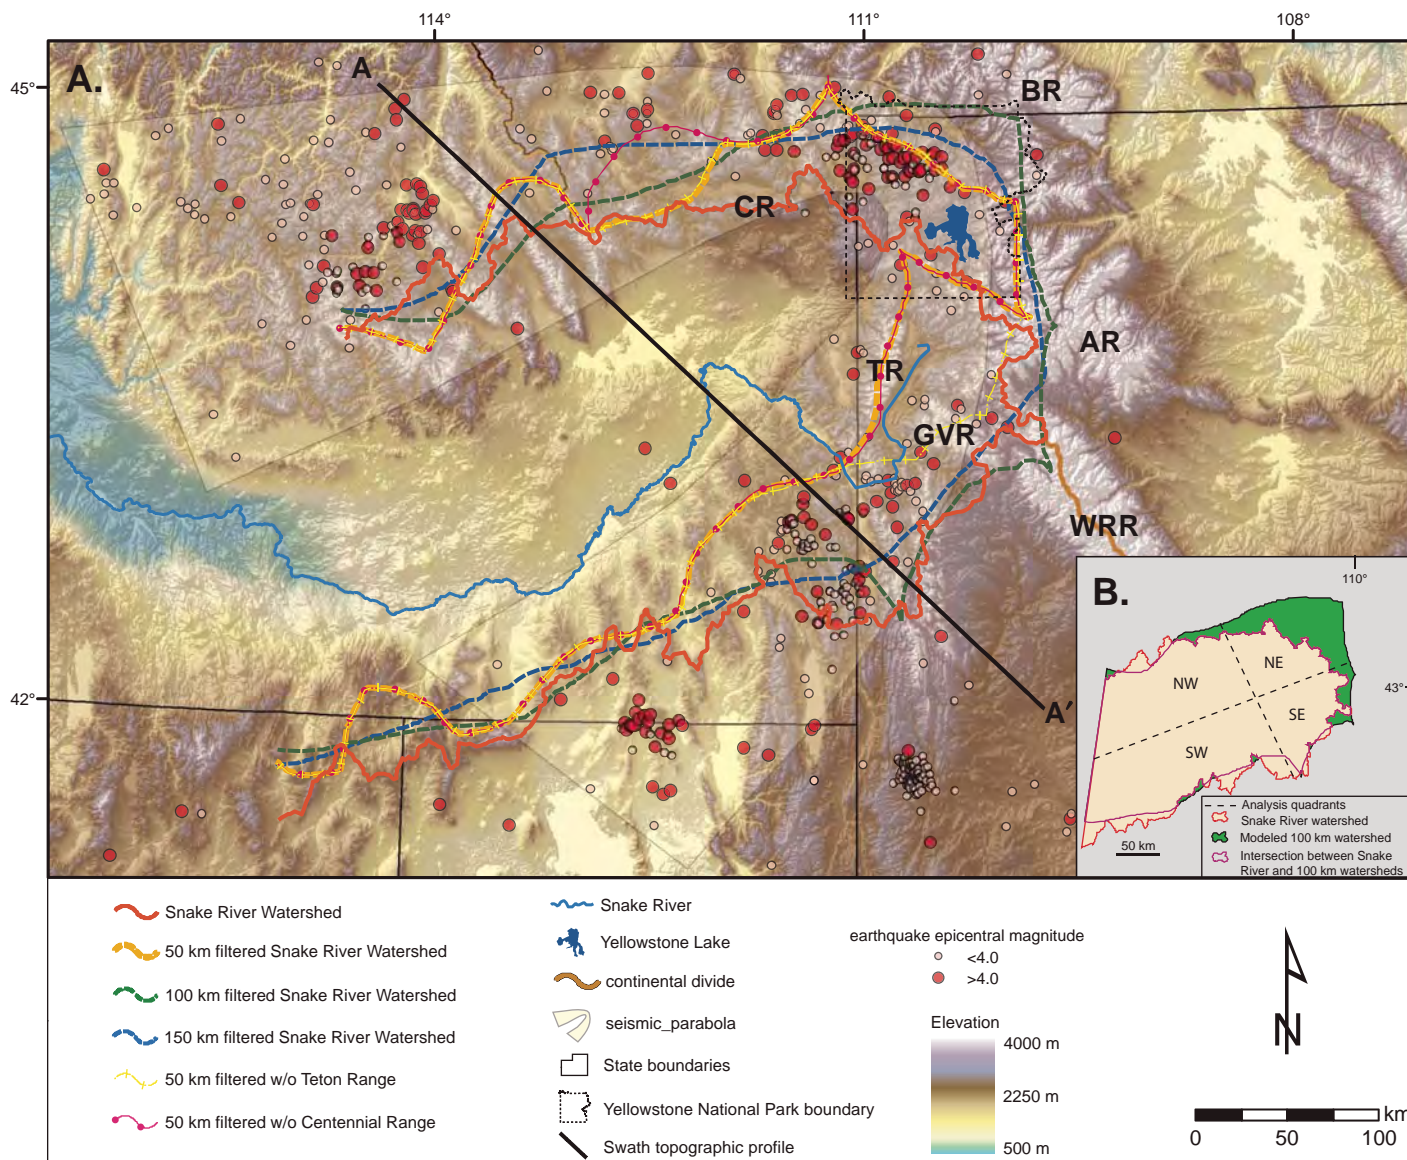 114°
111°
108°
45°
42°
A.
A
BR
CR
AR
TR
GVR
WRR
A′
B.
110°
43°
NE
NW
SE
SW
Analysis quadrants
Snake River watershed
Modeled 100 km watershed
Intersection between Snake
River and 100 km watersheds
50 km
Snake River Watershed
50 km filtered Snake River Watershed
100 km filtered Snake River Watershed
150 km filtered Snake River Watershed
50 km filtered w/o Teton Range
50 km filtered w/o Centennial Range
Snake River
Yellowstone Lake
continental divide
seismic_parabola
State boundaries
Yellowstone National Park boundary
Swath topographic profile
earthquake epicentral magnitude
<4.0
>4.0
Elevation
4000 m
2250 m
500 m
N
km
0 50 100